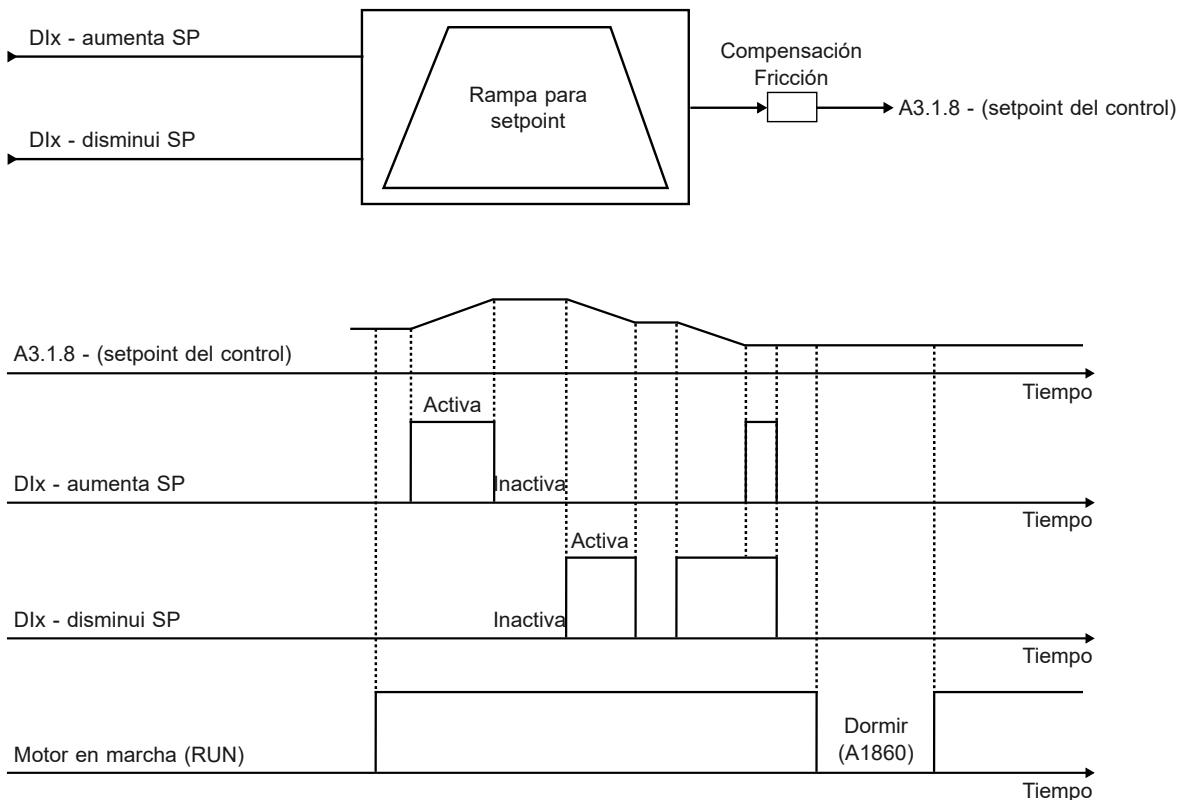 DIx - aumenta SP
DIx - disminui SP
Rampa para
setpoint
Compensación
Fricción
A3.1.8 - (setpoint del control)
A3.1.8 - (setpoint del control)
Tiempo
Activa
DIx - aumenta SP
Inactiva
Tiempo
Activa
DIx - disminui SP
Inactiva
Tiempo
Motor en marcha (RUN)
Dormir
(A1860)
Tiempo